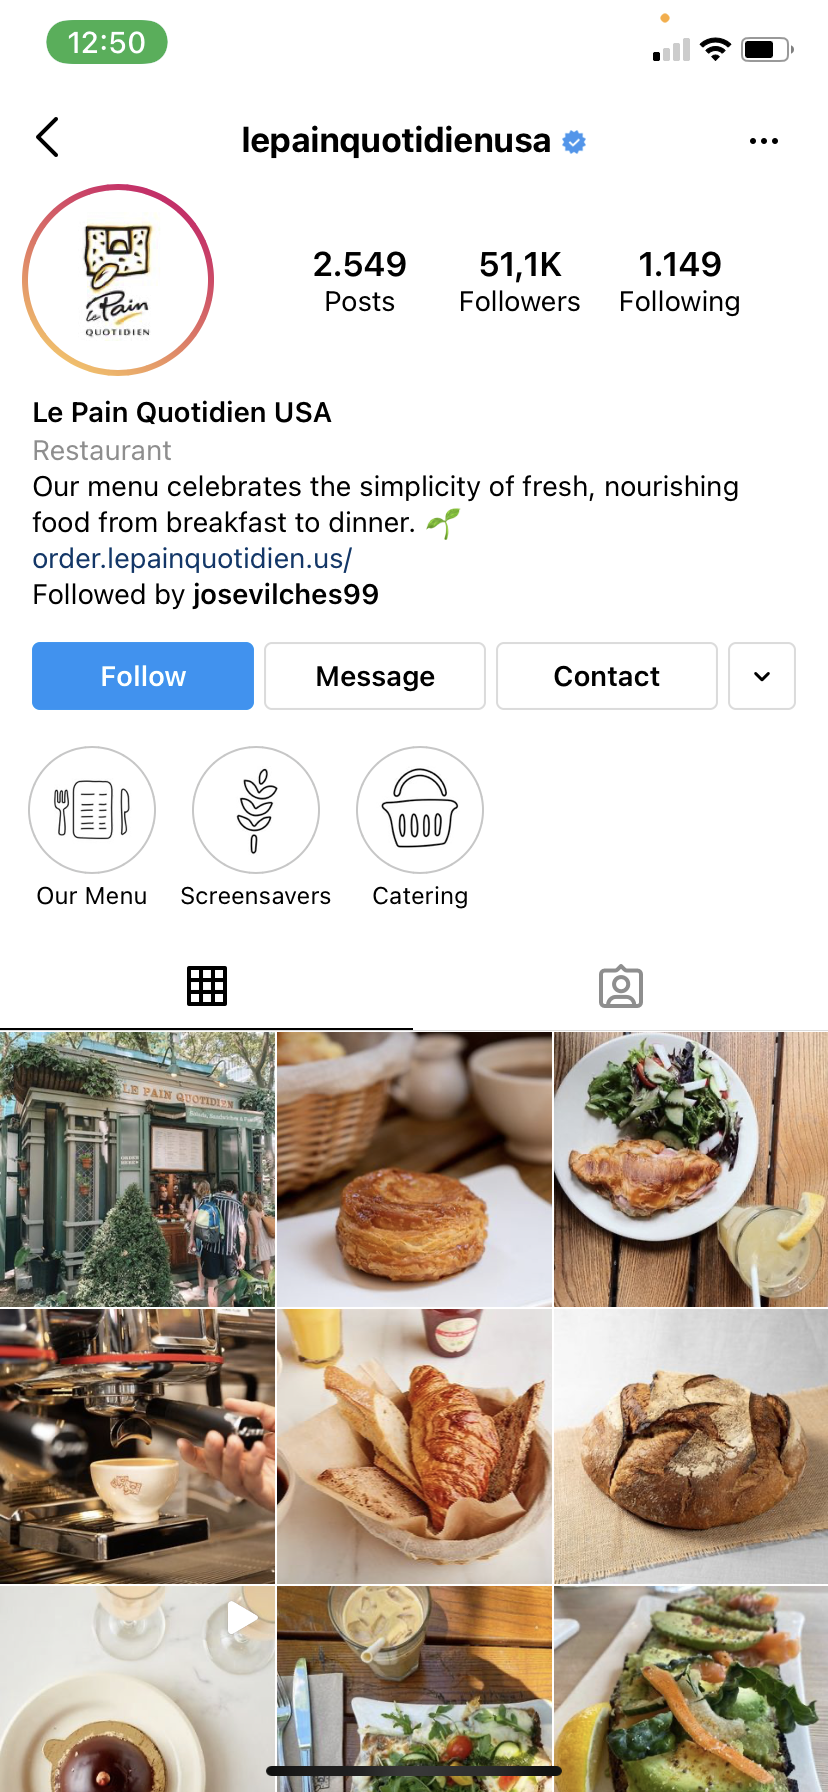 12:50
lepainquotidienusa
le Pain
QUOTIDIEN
2.549
Posts
51,1K
Followers
1.149
Following
Le Pain Quotidien USA
Restaurant
Our menu celebrates the simplicity of fresh, nourishing
food from breakfast to dinner. 🌱
order.lepainquotidien.us/
Followed by josevilches99
Follow
Message
Contact
Our Menu
Screensavers
Catering
LE PAIN QUOTIDIEN